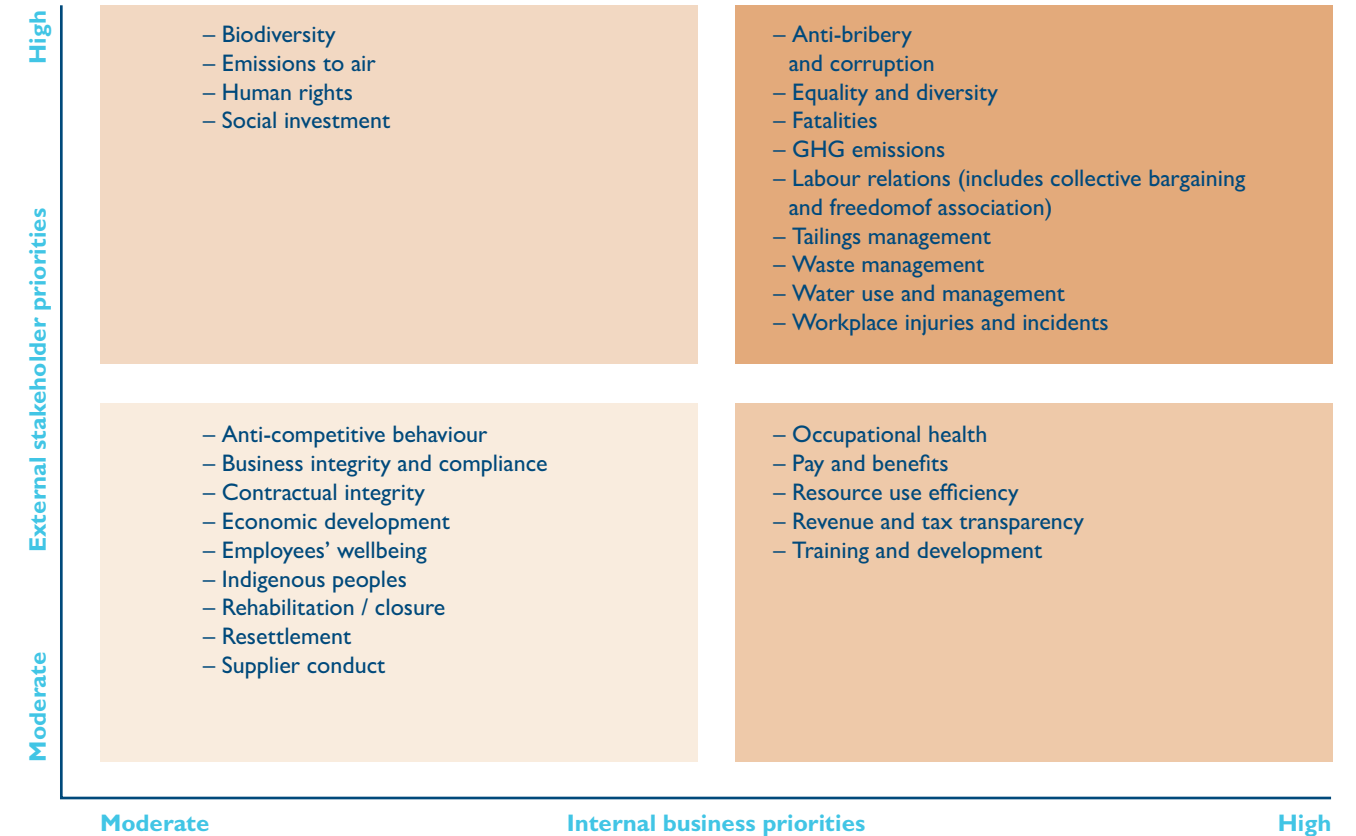 High
External stakeholder priorities
Moderate
– Biodiversity
– Emissions to air
– Human rights
– Social investment
– Anti-bribery
and corruption
– Equality and diversity
– Fatalities
– GHG emissions
– Labour relations (includes collective bargaining
and freedomof association)
– Tailings management
– Waste management
– Water use and management
– Workplace injuries and incidents
– Anti-competitive behaviour
– Business integrity and compliance
– Contractual integrity
– Economic development
– Employees’ wellbeing
– Indigenous peoples
– Rehabilitation / closure
– Resettlement
– Supplier conduct
– Occupational health
– Pay and benefits
– Resource use efficiency
– Revenue and tax transparency
– Training and development
Moderate
Internal business priorities
High